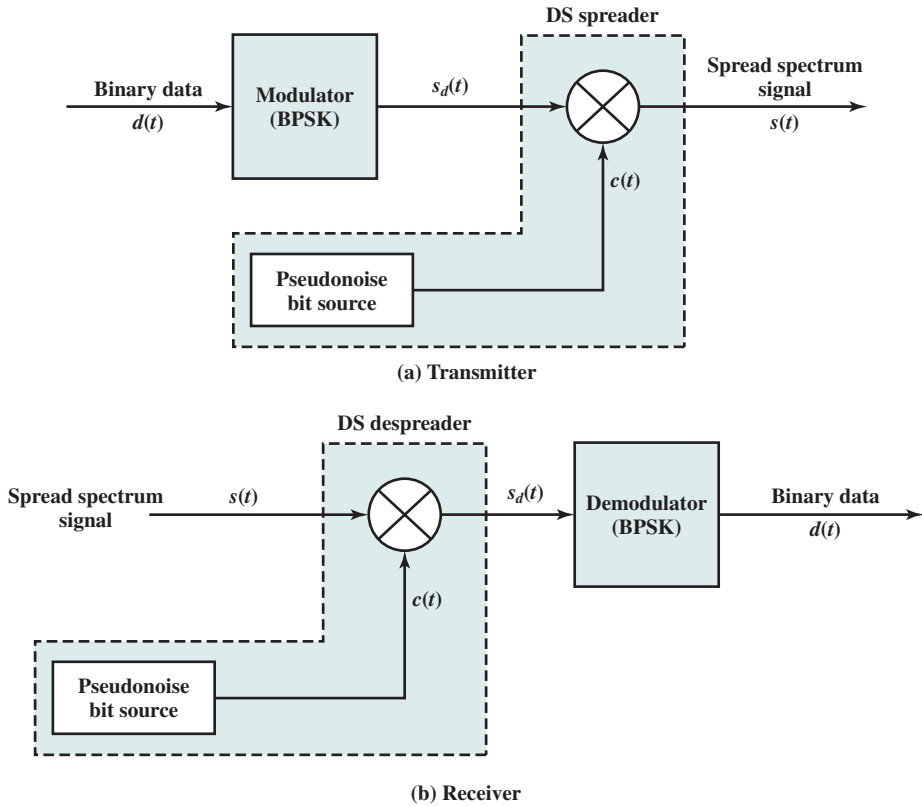 DS spreader
Binary data
d(t)
Modulator
(BPSK)
s_d(t)
Spread spectrum
signal
s(t)
c(t)
Pseudonoise
bit source
(a) Transmitter
DS despreader
Spread spectrum
signal
s(t)
s_d(t)
Demodulator
(BPSK)
Binary data
d(t)
c(t)
Pseudonoise
bit source
(b) Receiver